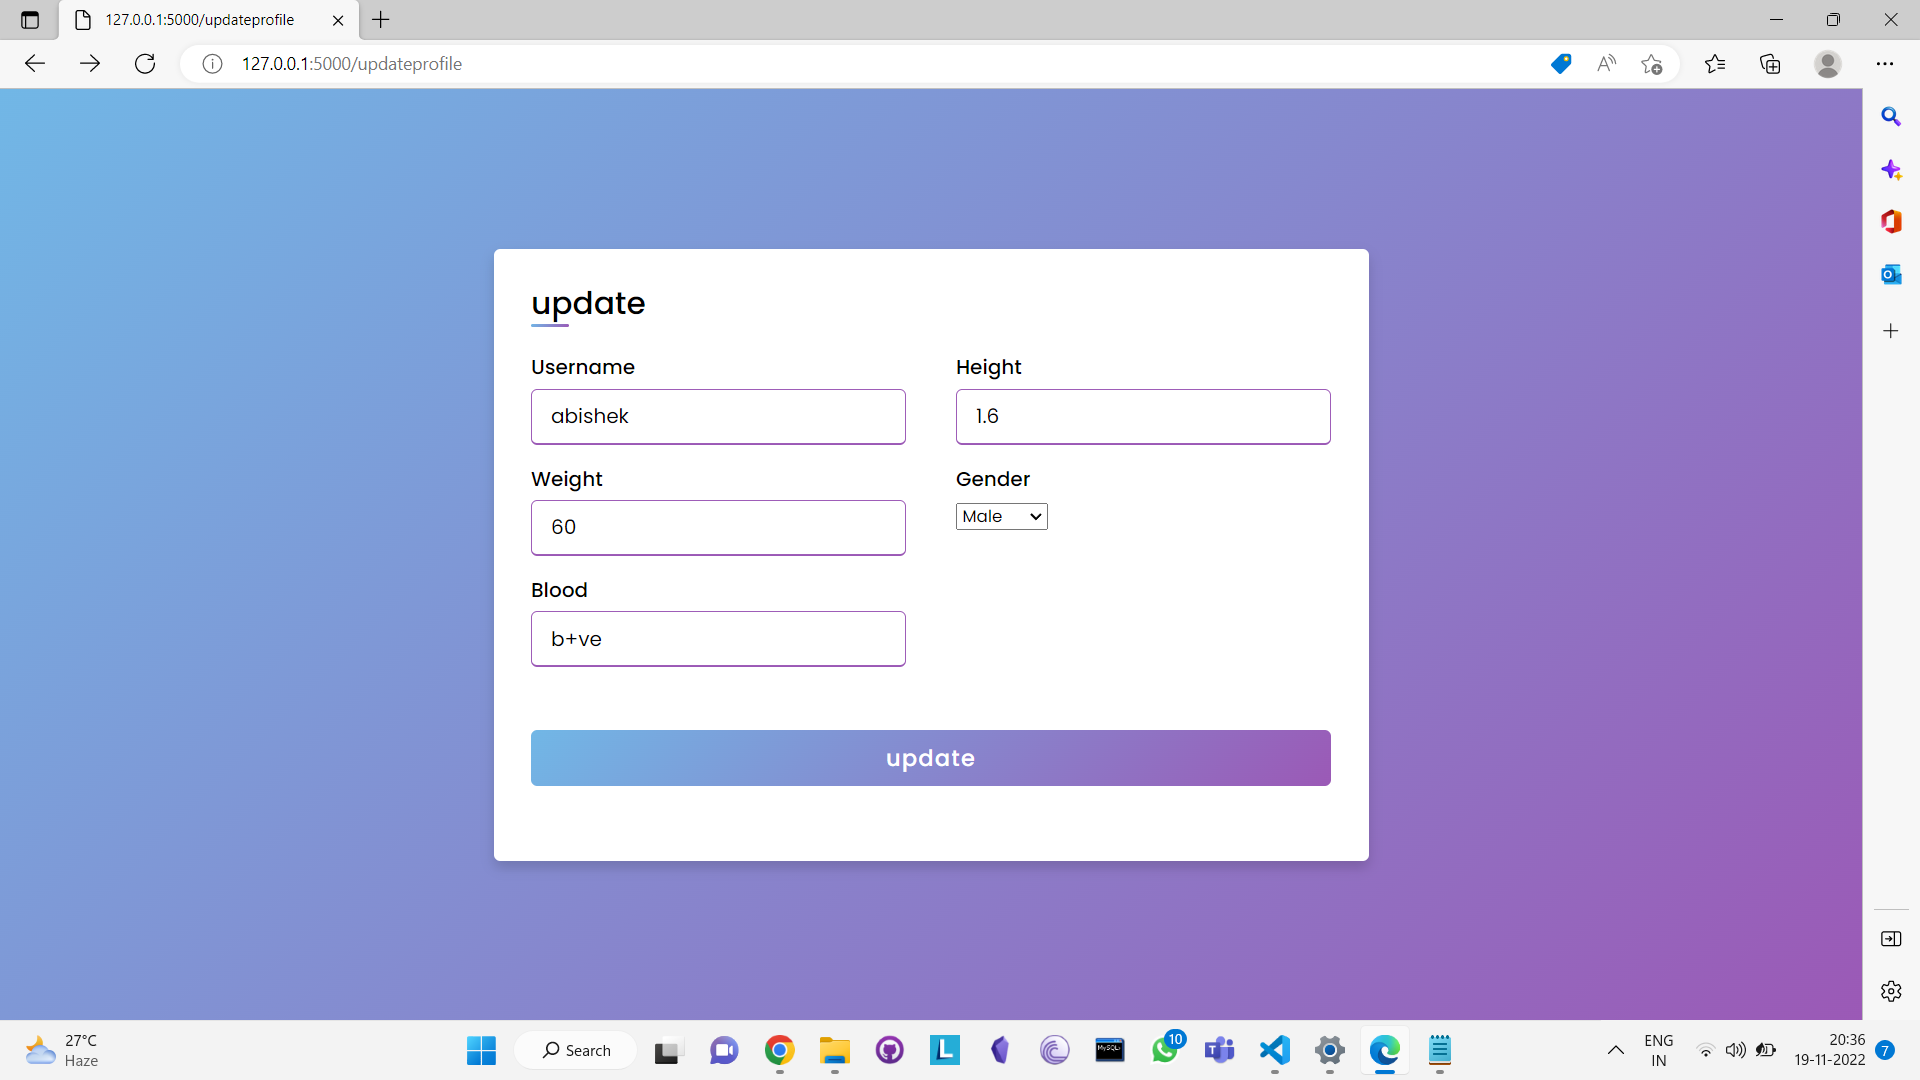 127.0.0.1:5000/updateprofile
127.0.0.1:5000/updateprofile
update
Username
Height
abishek
1.6
Weight
Gender
60
Male
Blood
b+ve
update
27°C
Haze
Search
MySQL
10
ENG
IN
20:36
19-11-2022
7